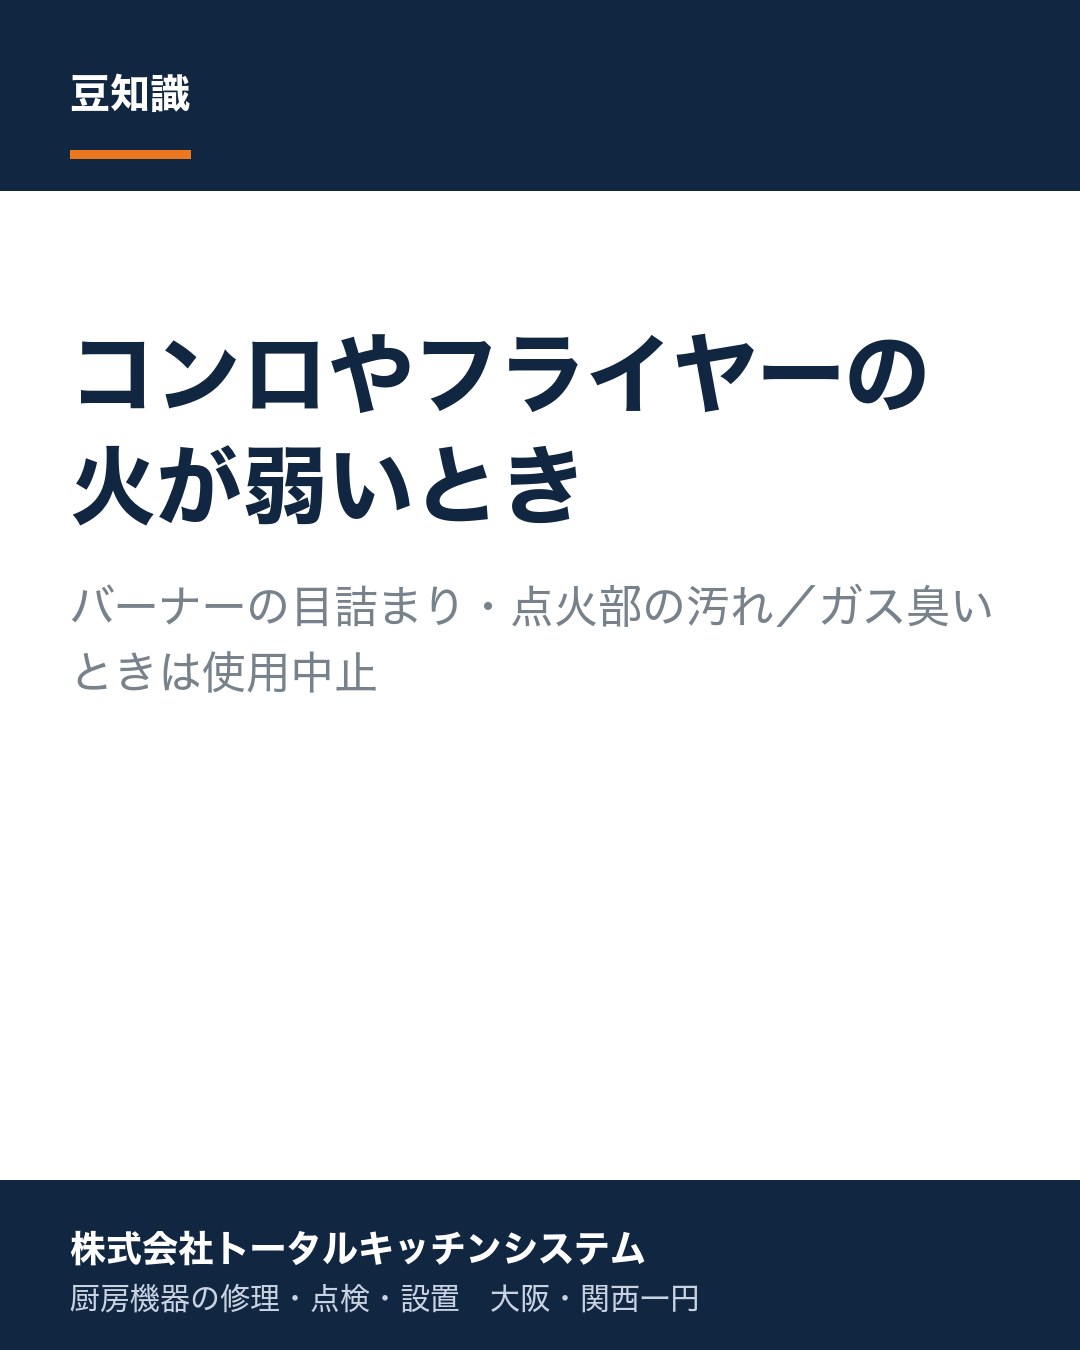 豆知識
コンロやフライヤーの
火が弱いとき
バーナーの目詰まり・点火部の汚れ／ガス臭い
ときは使用中止
株式会社トータルキッチンシステム
厨房機器の修理・点検・設置　大阪・関西一円